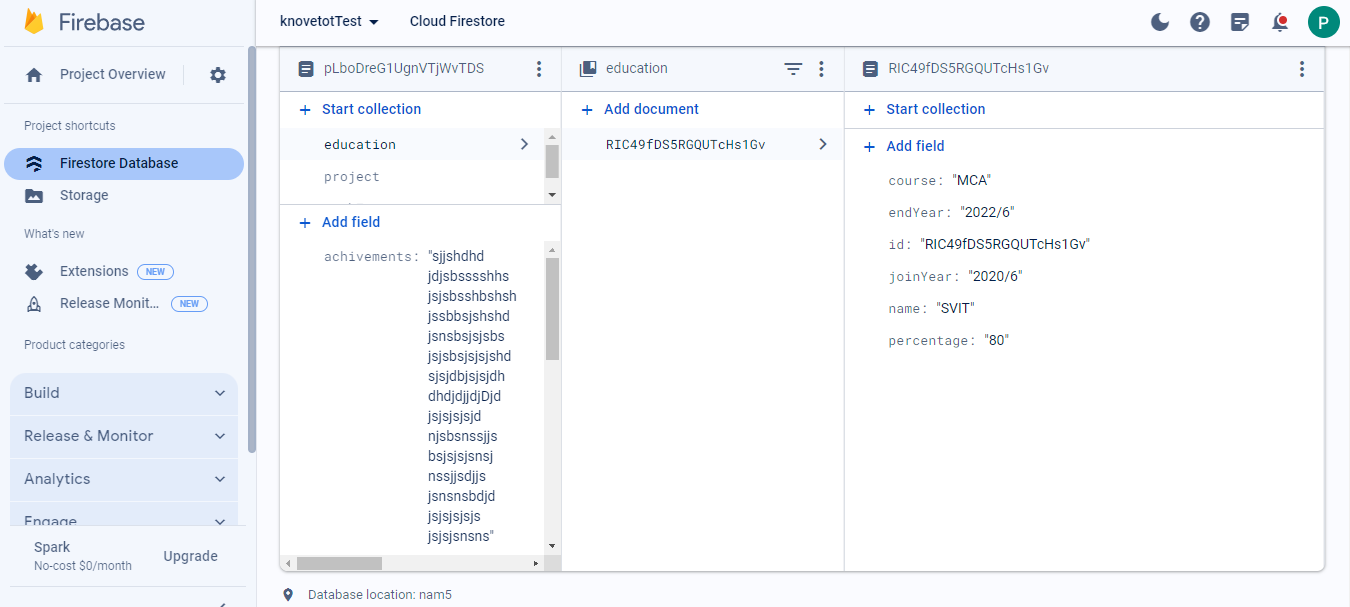 Firebase
knovetotTest
Cloud Firestore
P
Project Overview
Project shortcuts
Firestore Database
Storage
What's new
Extensions NEW
Release Monit... NEW
Product categories
Build
Release & Monitor
Analytics
Engage
Spark
No-cost $0/month
Upgrade
pLboDreG1UgnVTjWvTDS
+ Start collection
education
project
+ Add field
achivements: "sjjshdhd
jdjsbsssshhs
jsjsbsshbshsh
jssbbsjshshd
jsnsbsjsjsbs
jsjsbsjsjsjshd
sjsjdbjsjsjdh
dhdjdjjdjDjd
jsjsjsjsjd
njsbsnssjjs
bsjsjsjsnsj
nssjjsdjjs
jsnsnsbdjd
jsjsjsjsjs
jsjsjsnsns"
education
+ Add document
RIC49fDS5RGQUTcHs1Gv
RIC49fDS5RGQUTcHs1Gv
+ Start collection
+ Add field
course: "MCA"
endYear: "2022/6"
id: "RIC49fDS5RGQUTcHs1Gv"
joinYear: "2020/6"
name: "SVIT"
percentage: "80"
Database location: nam5